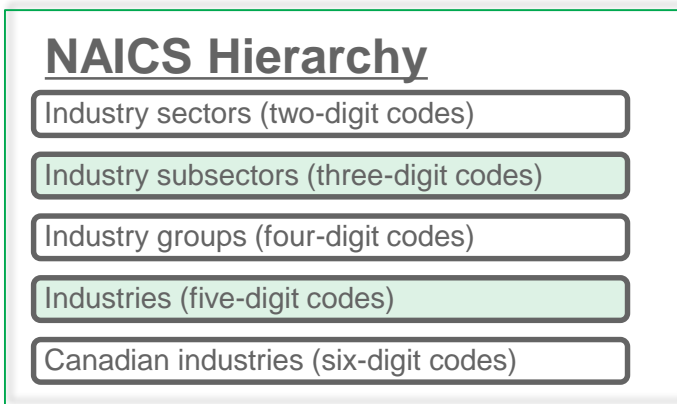 NAICS Hierarchy
Industry sectors (two-digit codes)
Industry subsectors (three-digit codes)
Industry groups (four-digit codes)
Industries (five-digit codes)
Canadian industries (six-digit codes)